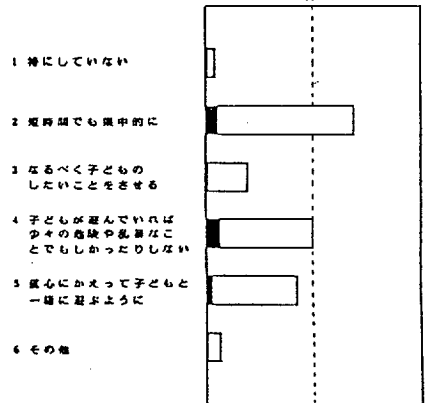 1 特にしていない
2 短時間でも集中的に
3 なるべく子どもの
したいことをさせる
4 子どもが遊んでいれば
少々の危険や乱暴なこ
とでもしかったりしない
5 童心にかえって子どもと
一緒に遊ぶように
6 その他